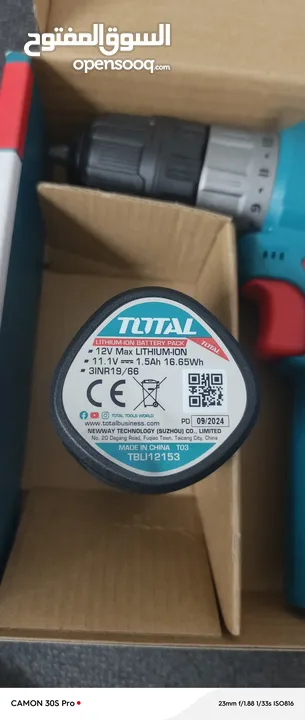 السوق المفتوح
opensooq.com
9
TOTAL
LITHIUM-ION BATTERY PACK
12V Max LITHIUM-ION
11.1V 1.5Ah 16.65Wh
3INR19/66
CE
TOTAL TOOLS WORLD
www.totalbusiness.com
PD 09/2024
NEWWAY TECHNOLOGY (SUZHOU) CO., LIMITED
No. 20 Dagang Road, Fuqiao Town, Taicang City, China
MADE IN CHINA T03
TBLI12153
CAMON 30S Pro
23mm f/1.88 1/33s ISO816